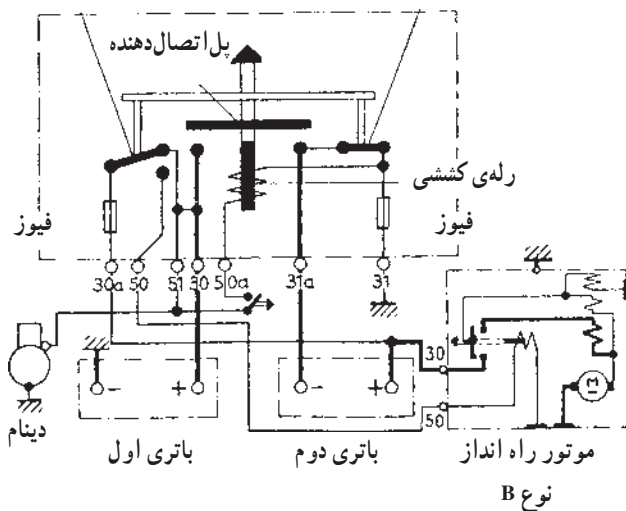 پل اتصال‌دهنده
رله‌ی کششی
فیوز
فیوز
30a 50 51 30 50a 31a 31
30
50
- +
- +
M
دینام
باتری اول
باتری دوم
موتور راه انداز
نوع B